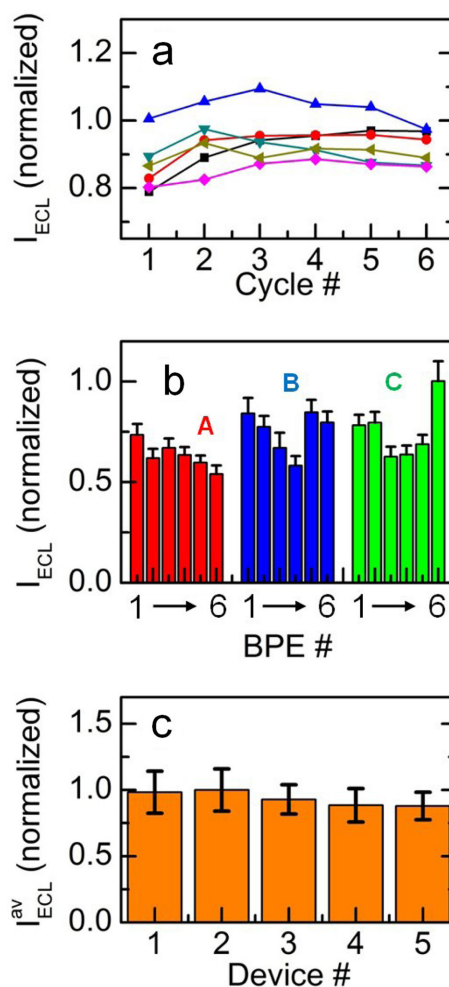 a
I_ECL (normalized)
1.2
1.0
0.8
1 2 3 4 5 6
Cycle #
b
A B C
I_ECL (normalized)
1.0
0.5
0.0
1 → 6 1 → 6 1 → 6
BPE #
c
I^av_ECL (normalized)
1.5
1.0
0.5
0.0
1 2 3 4 5
Device #